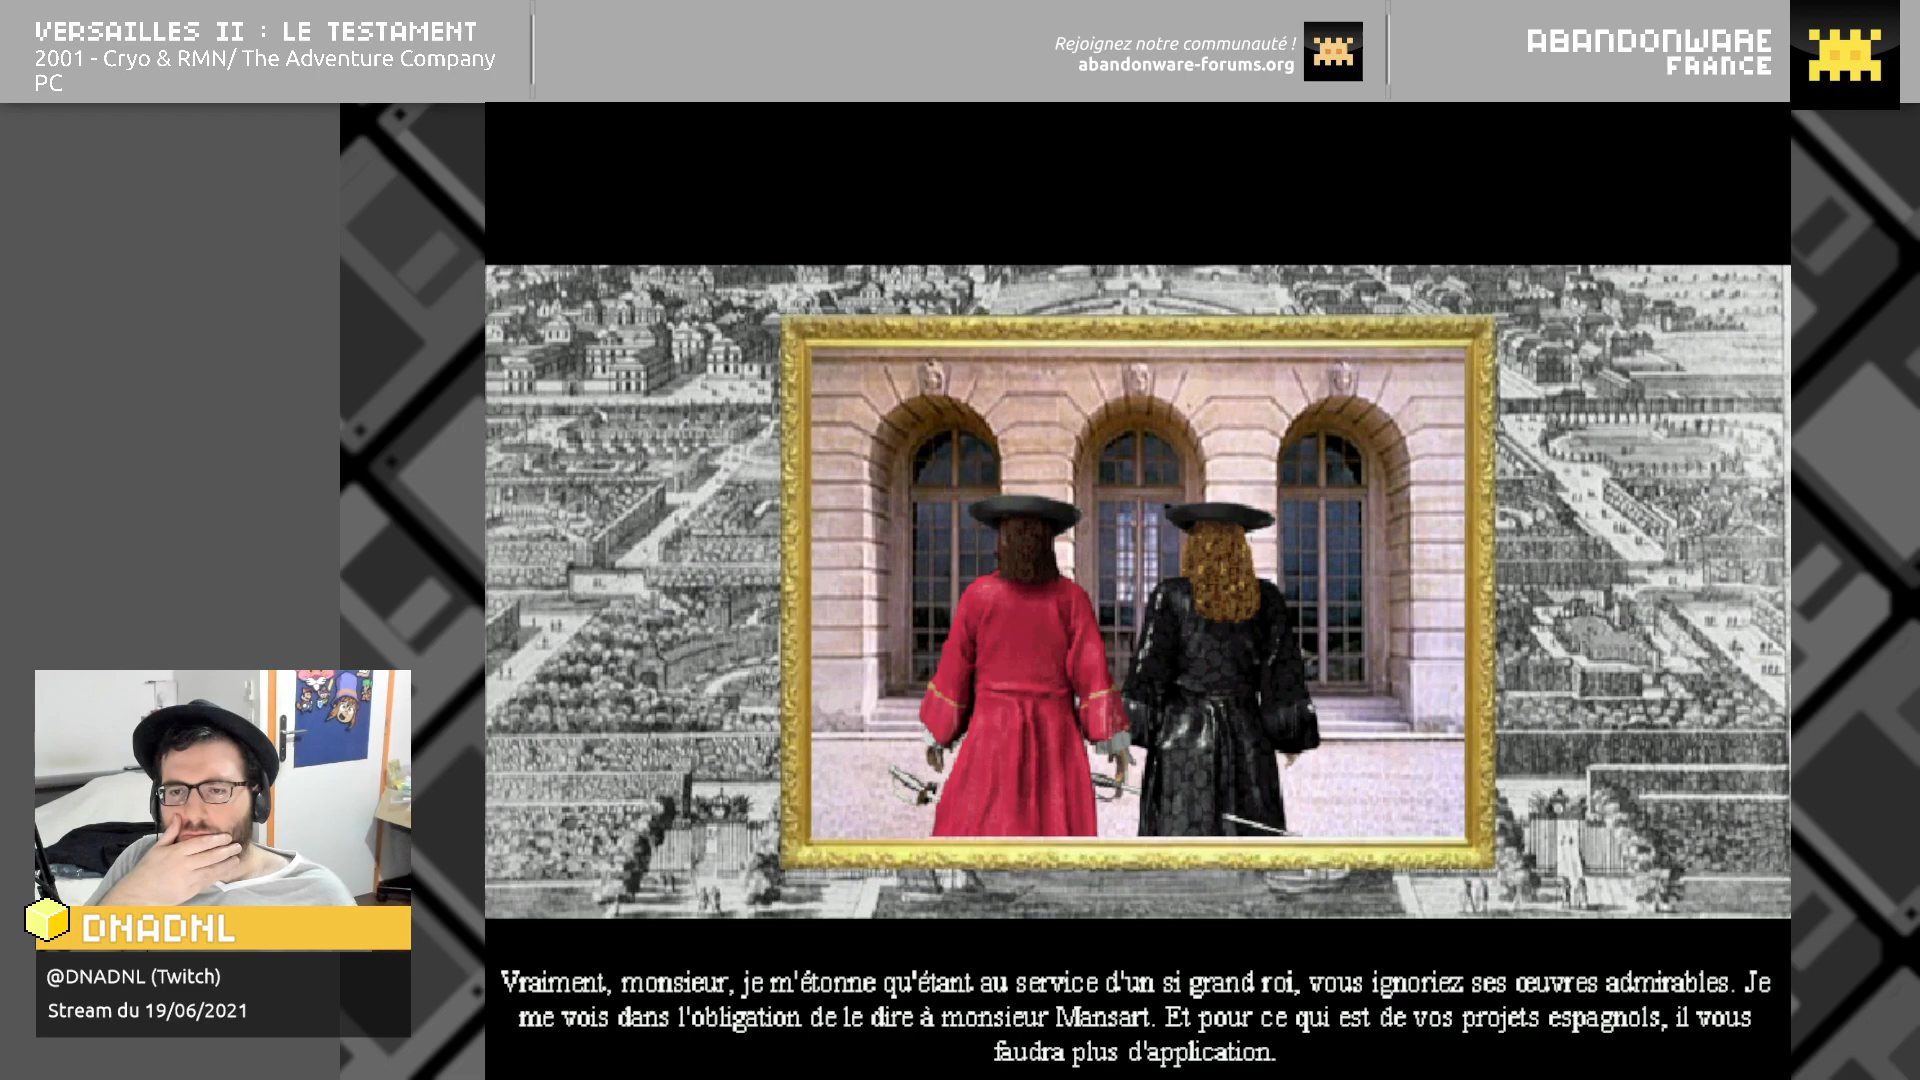 VERSAILLES II : LE TESTAMENT
2001 - Cryo & RMN/ The Adventure Company
PC
Rejoignez notre communauté !
abandonware-forums.org
ABANDONWARE
FRANCE
DNADNL
@DNADNL (Twitch)
Stream du 19/06/2021
Vraiment, monsieur, je m'étonne qu'étant au service d'un si grand roi, vous ignoriez ses œuvres admirables. Je
me vois dans l'obligation de le dire à monsieur Mansart. Et pour ce qui est de vos projets espagnols, il vous
faudra plus d'application.